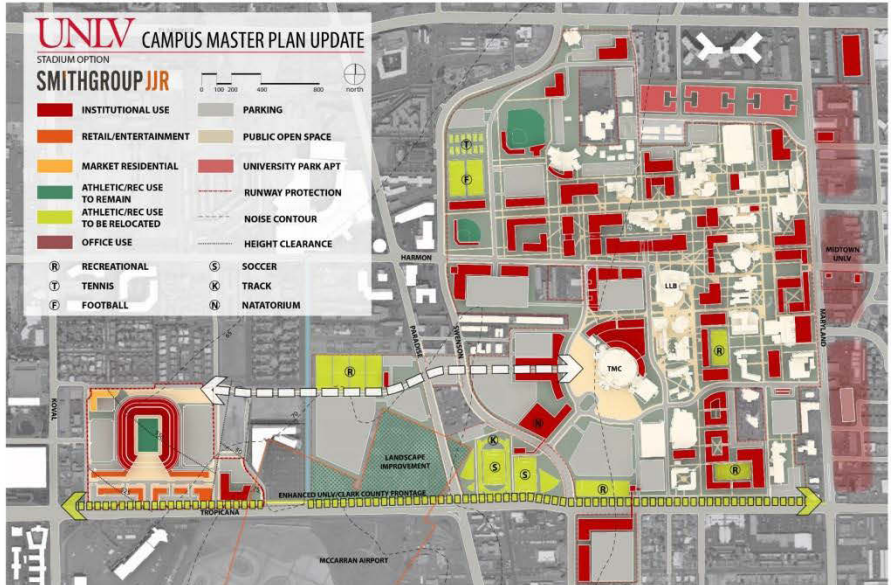 UNLV CAMPUS MASTER PLAN UPDATE
STADIUM OPTION
SMITHGROUP JJR
0 100 200 400 800
north
INSTITUTIONAL USE
RETAIL/ENTERTAINMENT
MARKET RESIDENTIAL
ATHLETIC/REC USE
TO REMAIN
ATHLETIC/REC USE
TO BE RELOCATED
OFFICE USE
PARKING
PUBLIC OPEN SPACE
UNIVERSITY PARK APT
RUNWAY PROTECTION
NOISE CONTOUR
HEIGHT CLEARANCE
R RECREATIONAL
T TENNIS
F FOOTBALL
S SOCCER
K TRACK
N NATATORIUM
T
F
HARMON
MIDTOWN
UNLV
LLB
MARYLAND
PARADISE
SWENSON
R
TMC
R
KOVAL
N
K
LANDSCAPE
IMPROVEMENT
S
S
R
R
ENHANCED UNLV/CLARK COUNTY FRONTAGE
TROPICANA
MCCARRAN AIRPORT